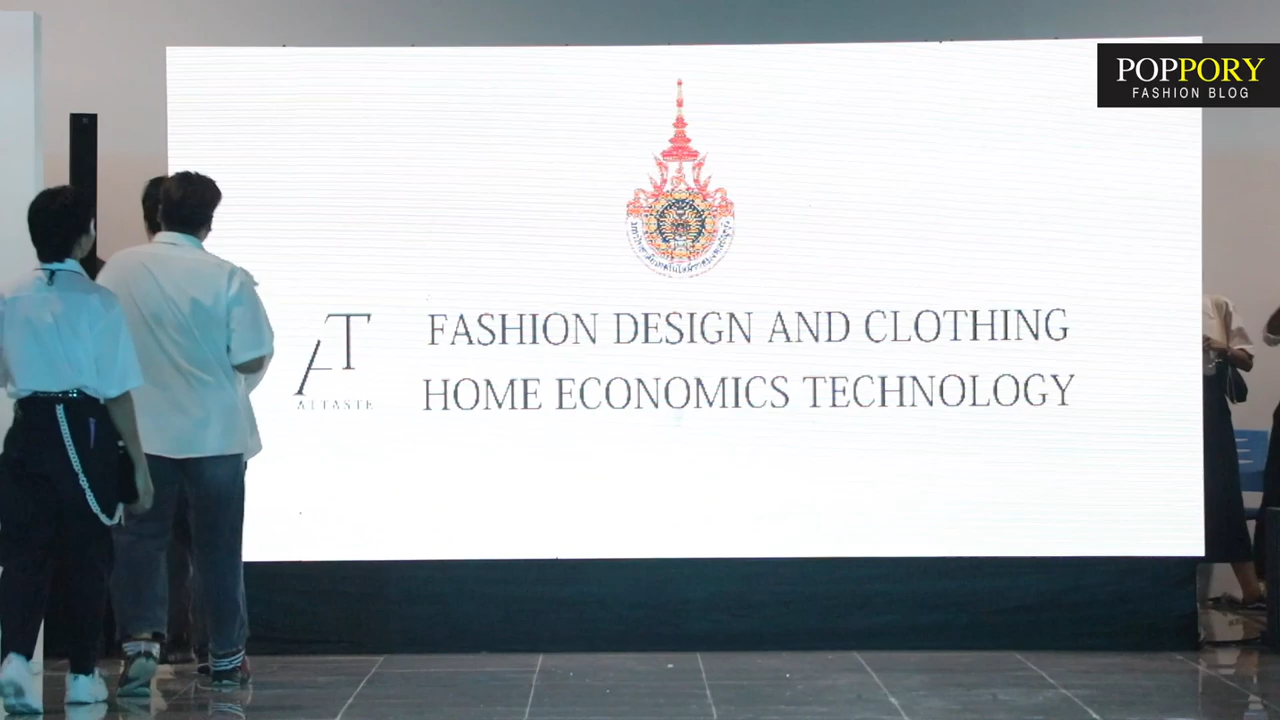 POPPORY
FASHION BLOG
AT
ATTASTE
FASHION DESIGN AND CLOTHING
HOME ECONOMICS TECHNOLOGY